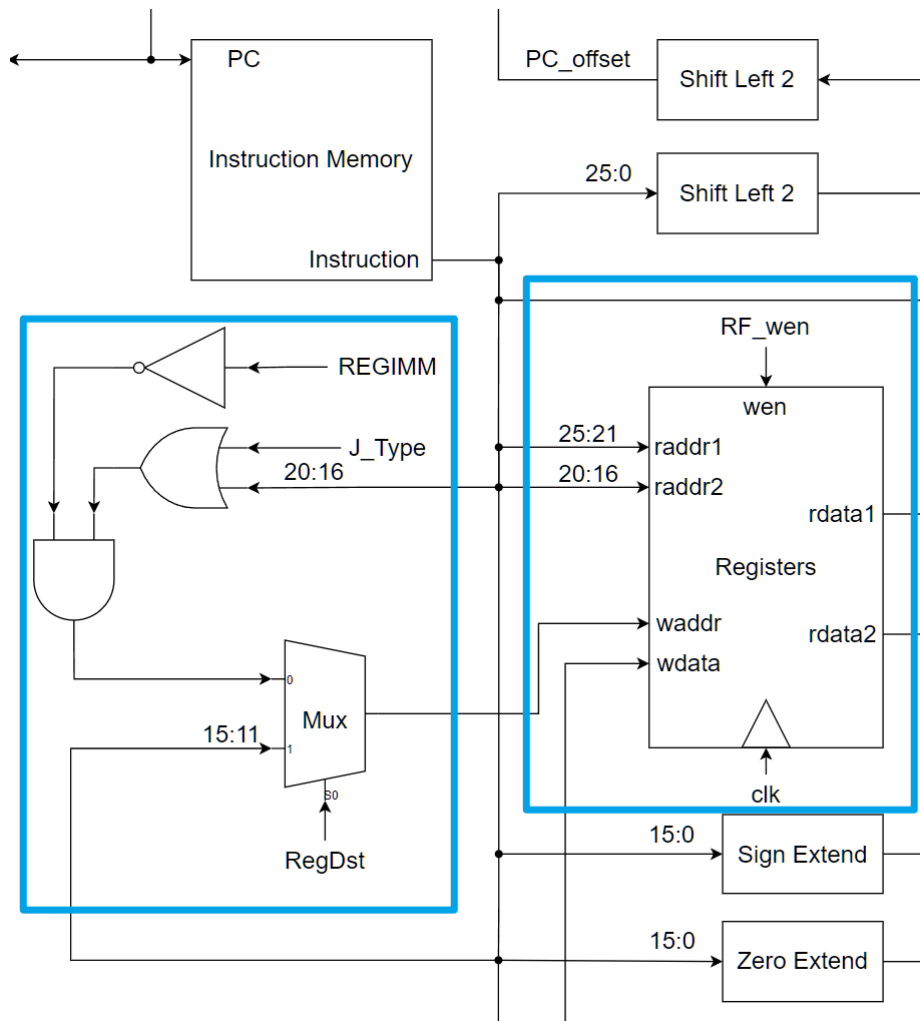 PC
PC_offset
Shift Left 2
Instruction Memory
25:0
Shift Left 2
Instruction
RF_wen
REGIMM
wen
J_Type
25:21
raddr1
20:16
20:16
raddr2
rdata1
Registers
waddr
rdata2
wdata
0
Mux
15:11
1
S0
clk
RegDst
15:0
Sign Extend
15:0
Zero Extend